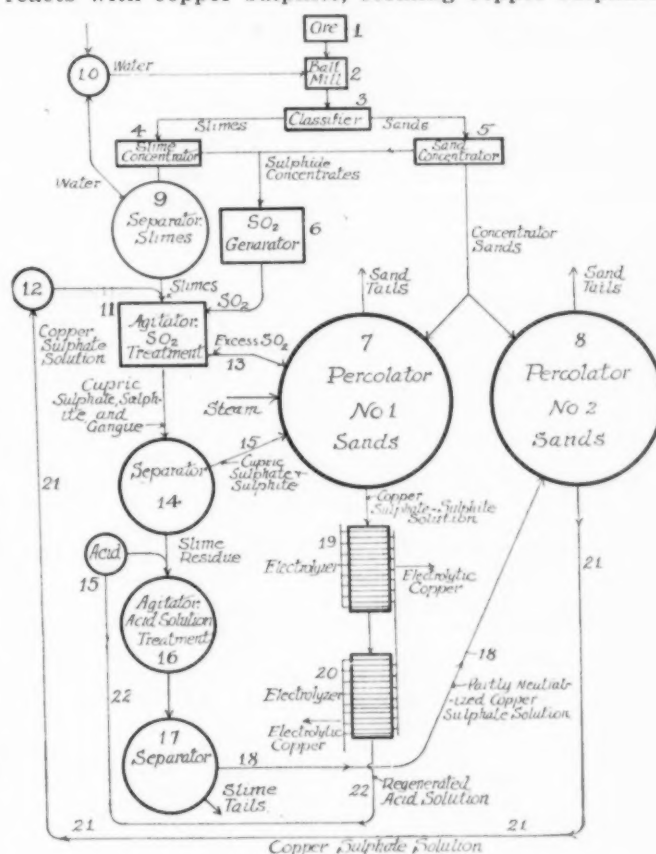 reacts with copper sulphite, forming copper sulphate
Ore
1
10
Water
Ball
Mill
2
3
Slimes
Classifier
Sands
4
5
Slime
Concentrator
Sand
Concentrator
Sulphide
Concentrates
Water
9
Separator
Slimes
SO2
Generator
6
Concentrator
Sands
12
11
Slimes
SO2
Sand
Tails
Sand
Tails
Copper
Sulphate
Solution
Agitator
SO2
Treatment
Excess SO2
13
7
Percolator
No 1
Sands
8
Percolator
No 2
Sands
Cupric
Sulphate, Sulph-
ite and
Gangue
Steam
15
Cupric
Sulphate &
Sulphite
21
Separator
14
Copper
Sulphate-Sulphite
Solution
Slime
Residue
19
Electrolyzer
Electrolytic
Copper
21
Acid
15
Agitator
Acid Solution
Treatment
16
20
Electrolyzer
18
Partly Neutral-
ized Copper
Sulphate Solution
22
Electrolytic
Copper
17
Separator
18
Slime
Tails
22
Regenerated
Acid Solution
21
21
Copper Sulphate Solution